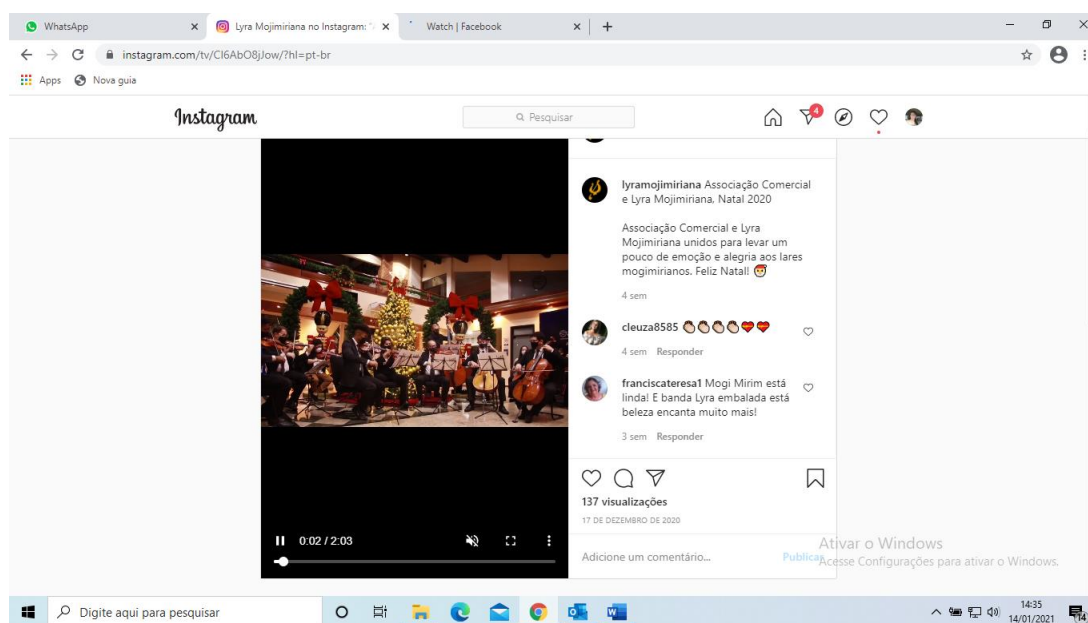 WhatsApp
Lyra Mojimiriana no Instagram: "A
Watch | Facebook
instagram.com/tv/CI6AbO8jJow/?hl=pt-br
Apps
Nova guia
Instagram
Pesquisar
4
lyramojimiriana Associação Comercial
e Lyra Mojimiriana, Natal 2020
Associação Comercial e Lyra
Mojimiriana unidos para levar um
pouco de emoção e alegria aos lares
mogimirianos. Feliz Natal! 🎅
4 sem
cleuza8585 👏👏👏👏💝💝
4 sem Responder
franciscateresa1 Mogi Mirim está
linda! E banda Lyra embalada está
beleza encanta muito mais!
3 sem Responder
137 visualizações
17 DE DEZEMBRO DE 2020
0:02 / 2:03
Adicione um comentário...
Publicar
Ativar o Windows
Acesse Configurações para ativar o Windows.
Digite aqui para pesquisar
14:35
14/01/2021
14